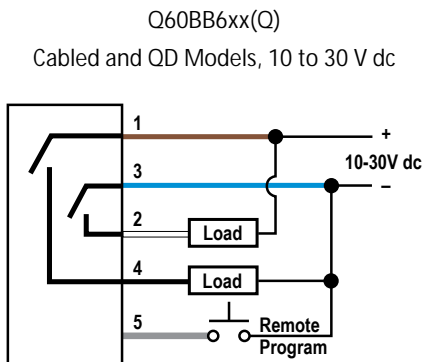 Q60BB6xx(Q)
Cabled and QD Models, 10 to 30 V dc
1
+
10-30V dc
3
–
2
Load
4
Load
5
Remote
Program